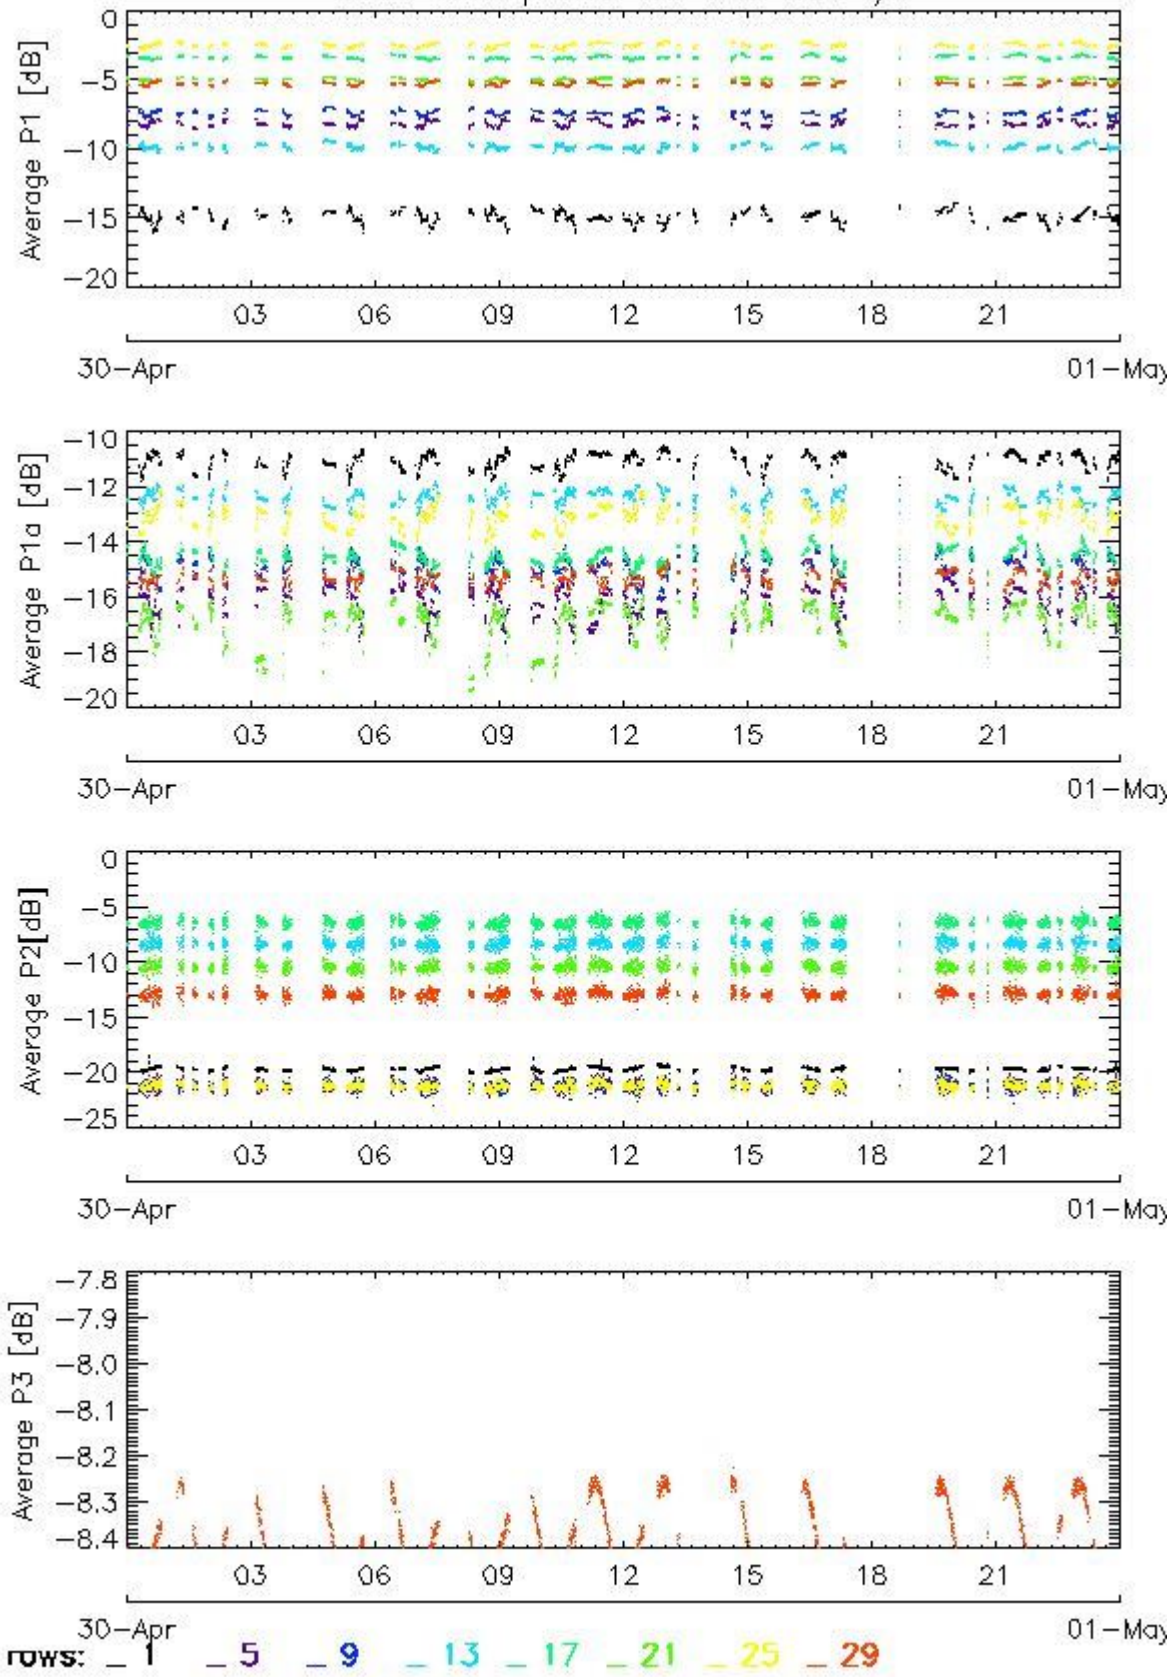 Average P1 [dB]
0
−5
−10
−15
−20
03 06 09 12 15 18 21
30−Apr 01−May
Average P1a [dB]
−10
−12
−14
−16
−18
−20
03 06 09 12 15 18 21
30−Apr 01−May
Average P2[dB]
0
−5
−10
−15
−20
−25
03 06 09 12 15 18 21
30−Apr 01−May
Average P3 [dB]
−7.8
−7.9
−8.0
−8.1
−8.2
−8.3
−8.4
03 06 09 12 15 18 21
30−Apr 01−May
rows: _ 1 _ 5 _ 9 _ 13 _ 17 _ 21 _ 25 _ 29